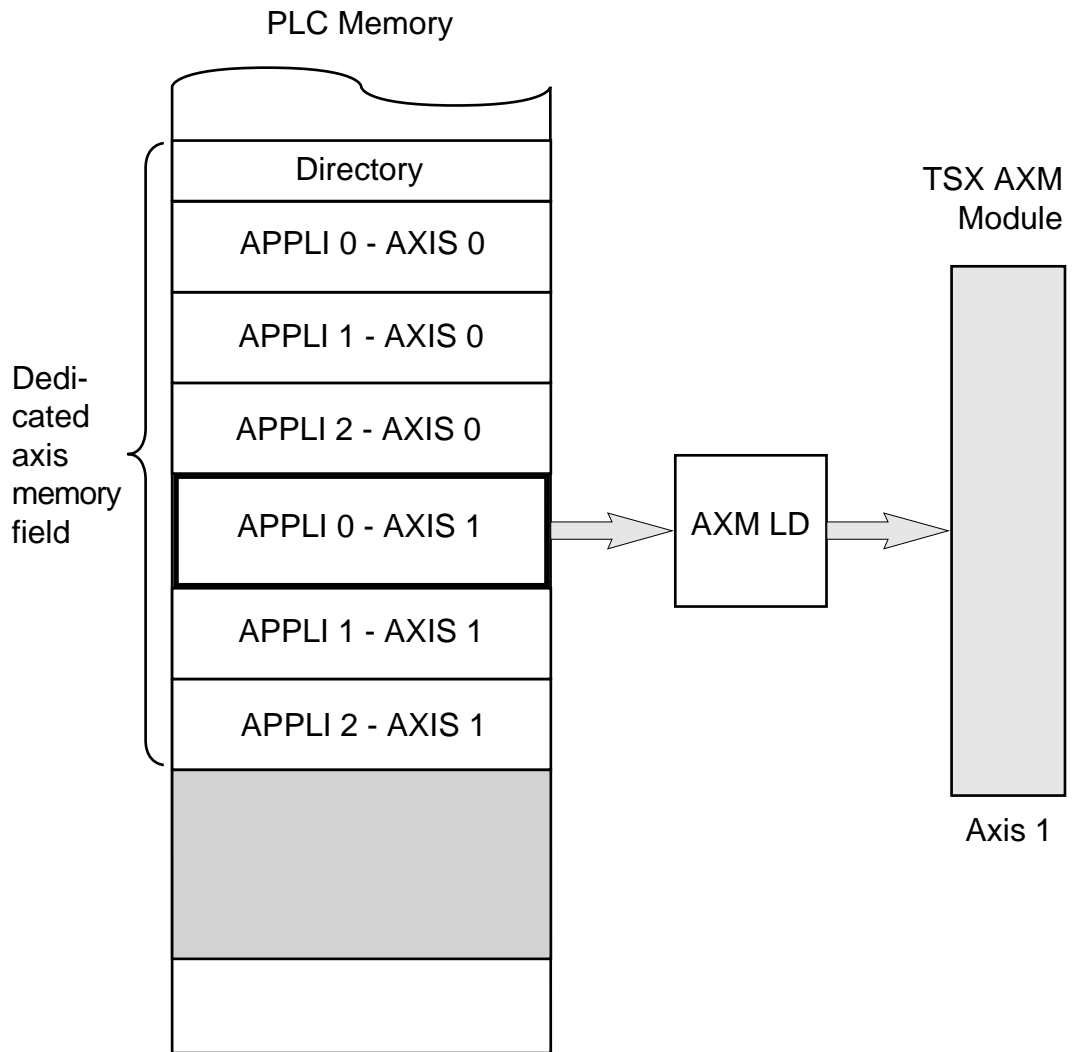 PLC Memory
Directory
TSX AXM
Module
APPLI 0 - AXIS 0
APPLI 1 - AXIS 0
Dedi-
cated
axis
memory
field
APPLI 2 - AXIS 0
APPLI 0 - AXIS 1
AXM LD
APPLI 1 - AXIS 1
APPLI 2 - AXIS 1
Axis 1